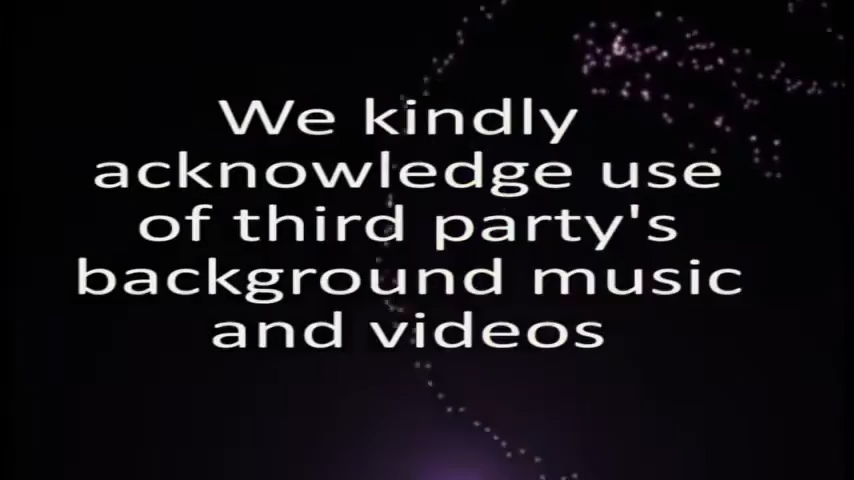 We kindly
acknowledge use
of third party's
background music
and videos